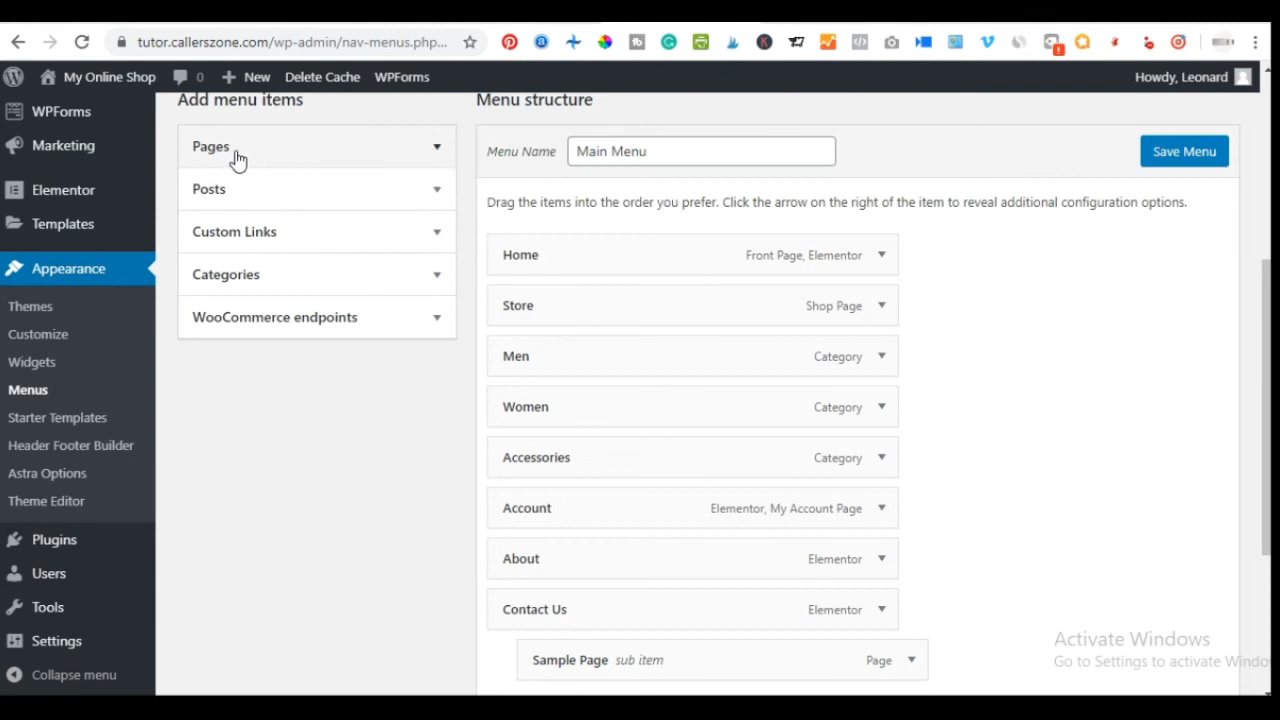 tutor.callerszone.com/wp-admin/nav-menus.php...
My Online Shop 0 New Delete Cache WPForms Howdy, Leonard
WPForms
Marketing
Elementor
Templates
Appearance
Themes
Customize
Widgets
Menus
Starter Templates
Header Footer Builder
Astra Options
Theme Editor
Plugins
Users
Tools
Settings
Collapse menu
Add menu items
Pages
Posts
Custom Links
Categories
WooCommerce endpoints
Menu structure
Menu Name Main Menu Save Menu
Drag the items into the order you prefer. Click the arrow on the right of the item to reveal additional configuration options.
Home Front Page, Elementor
Store Shop Page
Men Category
Women Category
Accessories Category
Account Elementor, My Account Page
About Elementor
Contact Us Elementor
Sample Page sub item Page
Activate Windows
Go to Settings to activate Windo